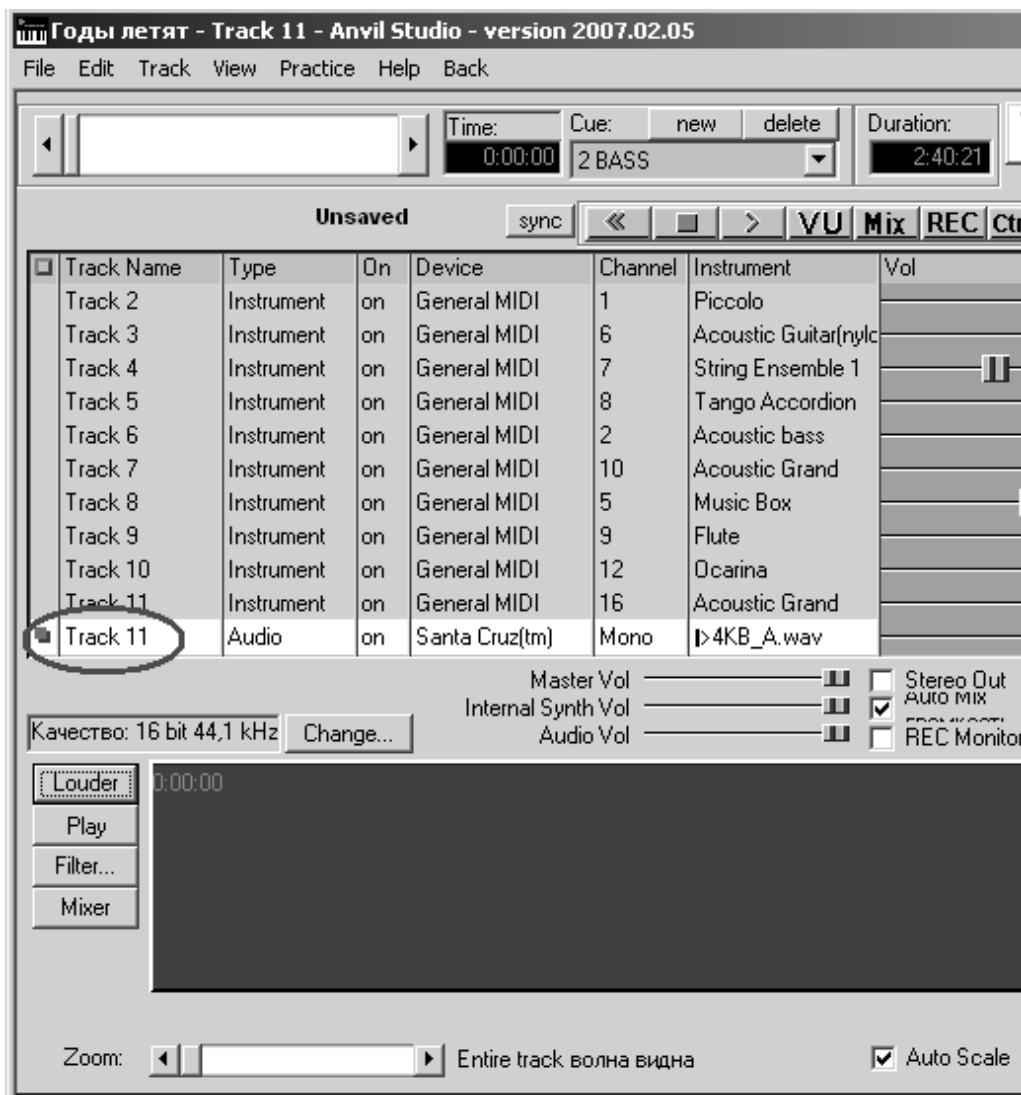 Годы летят - Track 11 - Anvil Studio - version 2007.02.05
File Edit Track View Practice Help Back
Time: Cue: new delete Duration:
0:00:00 2 BASS 2:40:21
Unsaved sync VU Mix REC Ctr
Track Name Type On Device Channel Instrument Vol
Track 2 Instrument on General MIDI 1 Piccolo
Track 3 Instrument on General MIDI 6 Acoustic Guitar(nylc
Track 4 Instrument on General MIDI 7 String Ensemble 1
Track 5 Instrument on General MIDI 8 Tango Accordion
Track 6 Instrument on General MIDI 2 Acoustic bass
Track 7 Instrument on General MIDI 10 Acoustic Grand
Track 8 Instrument on General MIDI 5 Music Box
Track 9 Instrument on General MIDI 9 Flute
Track 10 Instrument on General MIDI 12 Ocarina
Track 11 Instrument on General MIDI 16 Acoustic Grand
Track 11 Audio on Santa Cruz(tm) Mono |>4KB_A.wav
Master Vol Stereo Out
Internal Synth Vol Auto Mix
Качество: 16 bit 44,1 kHz Change... Audio Vol REC Monitor
Louder 0:00:00
Play
Filter...
Mixer
Zoom: Entire track волна видна Auto Scale